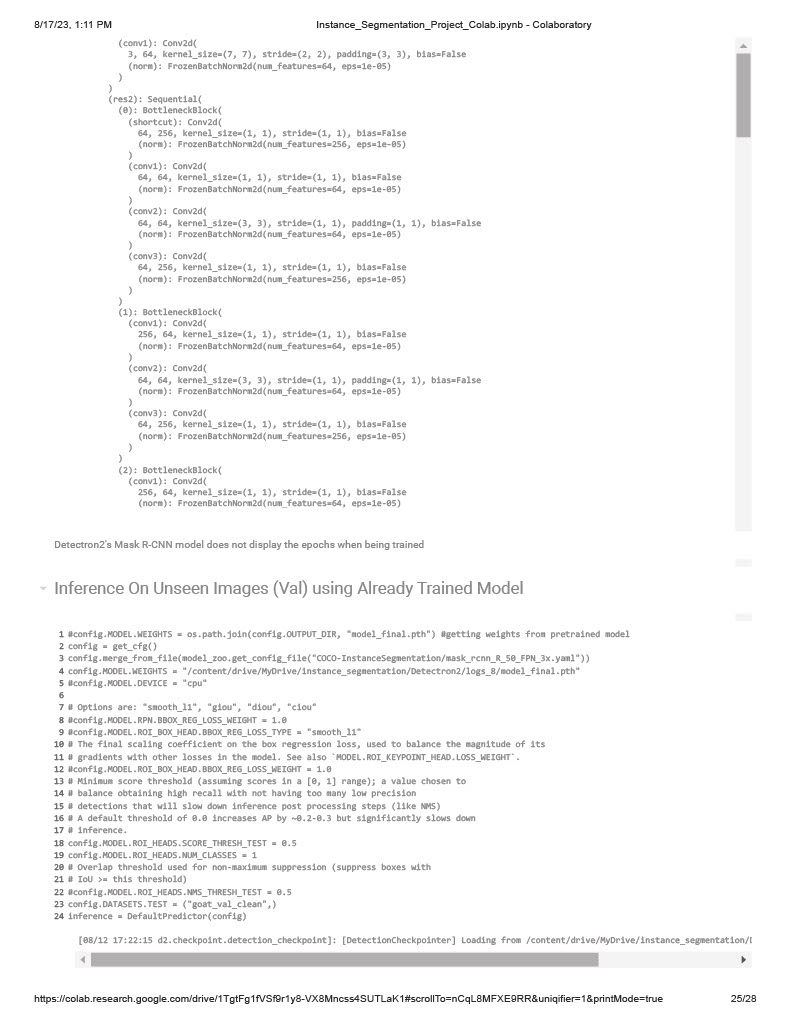 8/17/23, 1:11 PM
Instance_Segmentation_Project_Colab.ipynb - Colaboratory
(conv1): Conv2d(
3, 64, kernel_size=(7, 7), stride=(2, 2), padding=(3, 3), bias=False
(norm): FrozenBatchNorm2d(num_features=64, eps=1e-05)
)
)
(res2): Sequential(
(0): BottleneckBlock(
(shortcut): Conv2d(
64, 256, kernel_size=(1, 1), stride=(1, 1), bias=False
(norm): FrozenBatchNorm2d(num_features=256, eps=1e-05)
)
(conv1): Conv2d(
64, 64, kernel_size=(1, 1), stride=(1, 1), bias=False
(norm): FrozenBatchNorm2d(num_features=64, eps=1e-05)
)
(conv2): Conv2d(
64, 64, kernel_size=(3, 3), stride=(1, 1), padding=(1, 1), bias=False
(norm): FrozenBatchNorm2d(num_features=64, eps=1e-05)
)
(conv3): Conv2d(
64, 256, kernel_size=(1, 1), stride=(1, 1), bias=False
(norm): FrozenBatchNorm2d(num_features=256, eps=1e-05)
)
)
(1): BottleneckBlock(
(conv1): Conv2d(
256, 64, kernel_size=(1, 1), stride=(1, 1), bias=False
(norm): FrozenBatchNorm2d(num_features=64, eps=1e-05)
)
(conv2): Conv2d(
64, 64, kernel_size=(3, 3), stride=(1, 1), padding=(1, 1), bias=False
(norm): FrozenBatchNorm2d(num_features=64, eps=1e-05)
)
(conv3): Conv2d(
64, 256, kernel_size=(1, 1), stride=(1, 1), bias=False
(norm): FrozenBatchNorm2d(num_features=256, eps=1e-05)
)
)
(2): BottleneckBlock(
(conv1): Conv2d(
256, 64, kernel_size=(1, 1), stride=(1, 1), bias=False
(norm): FrozenBatchNorm2d(num_features=64, eps=1e-05)
Detectron2's Mask R-CNN model does not display the epochs when being trained
Inference On Unseen Images (Val) using Already Trained Model
1 #config.MODEL.WEIGHTS = os.path.join(config.OUTPUT_DIR, "model_final.pth") #getting weights from pretrained model
2 config = get_cfg()
3 config.merge_from_file(model_zoo.get_config_file("COCO-InstanceSegmentation/mask_rcnn_R_50_FPN_3x.yaml"))
4 config.MODEL.WEIGHTS = "/content/drive/MyDrive/instance_segmentation/Detectron2/logs_8/model_final.pth"
5 #config.MODEL.DEVICE = "cpu"
6
7 # Options are: "smooth_l1", "giou", "diou", "ciou"
8 #config.MODEL.RPN.BBOX_REG_LOSS_WEIGHT = 1.0
9 #config.MODEL.ROI_BOX_HEAD.BBOX_REG_LOSS_TYPE = "smooth_l1"
10 # The final scaling coefficient on the box regression loss, used to balance the magnitude of its
11 # gradients with other losses in the model. See also `MODEL.ROI_KEYPOINT_HEAD.LOSS_WEIGHT`.
12 #config.MODEL.ROI_BOX_HEAD.BBOX_REG_LOSS_WEIGHT = 1.0
13 # Minimum score threshold (assuming scores in a [0, 1] range); a value chosen to
14 # balance obtaining high recall with not having too many low precision
15 # detections that will slow down inference post processing steps (like NMS)
16 # A default threshold of 0.0 increases AP by ~0.2-0.3 but significantly slows down
17 # inference.
18 config.MODEL.ROI_HEADS.SCORE_THRESH_TEST = 0.5
19 config.MODEL.ROI_HEADS.NUM_CLASSES = 1
20 # Overlap threshold used for non-maximum suppression (suppress boxes with
21 # IoU >= this threshold)
22 #config.MODEL.ROI_HEADS.NMS_THRESH_TEST = 0.5
23 config.DATASETS.TEST = ("goat_val_clean",)
24 inference = DefaultPredictor(config)
[08/12 17:22:15 d2.checkpoint.detection_checkpoint]: [DetectionCheckpointer] Loading from /content/drive/MyDrive/instance_segmentation/
https://colab.research.google.com/drive/1TgtFg1fVSf9r1y8-VX8Mncss4SUTLaK1#scrollTo=nCqL8MFXE9RR&uniqifier=1&printMode=true
25/28